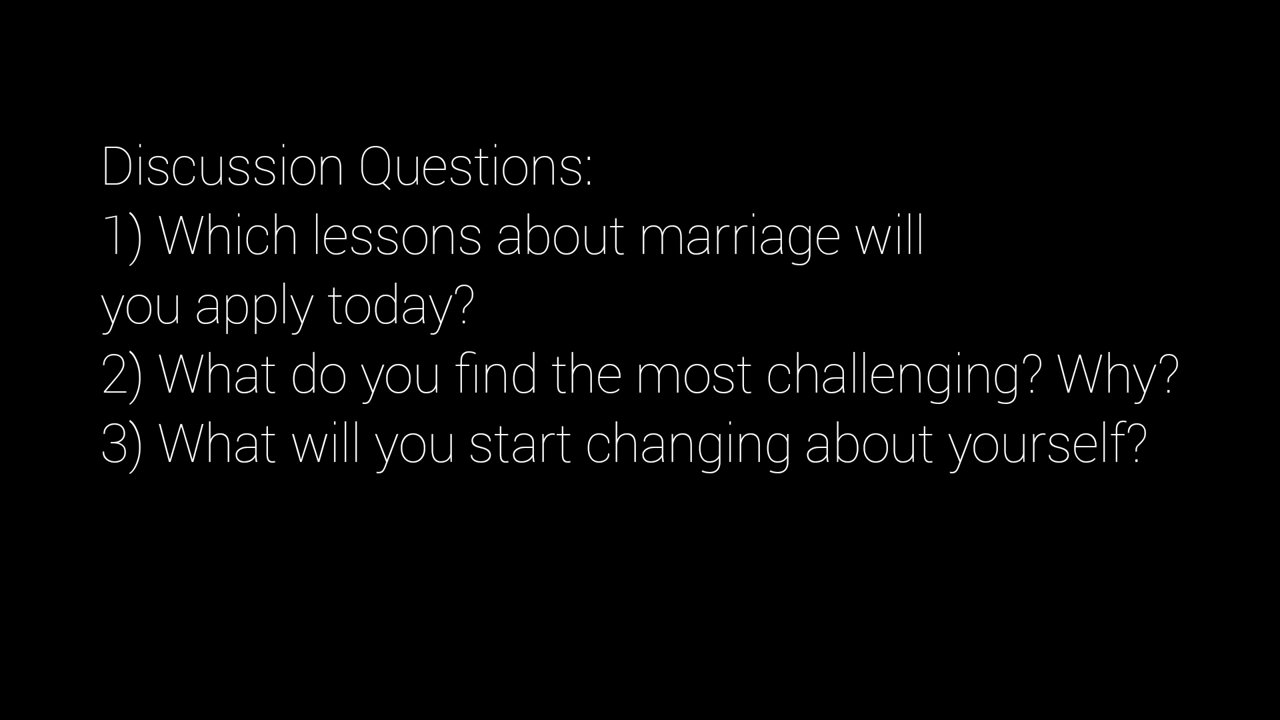 Discussion Questions:
1) Which lessons about marriage will
you apply today?
2) What do you find the most challenging? Why?
3) What will you start changing about yourself?